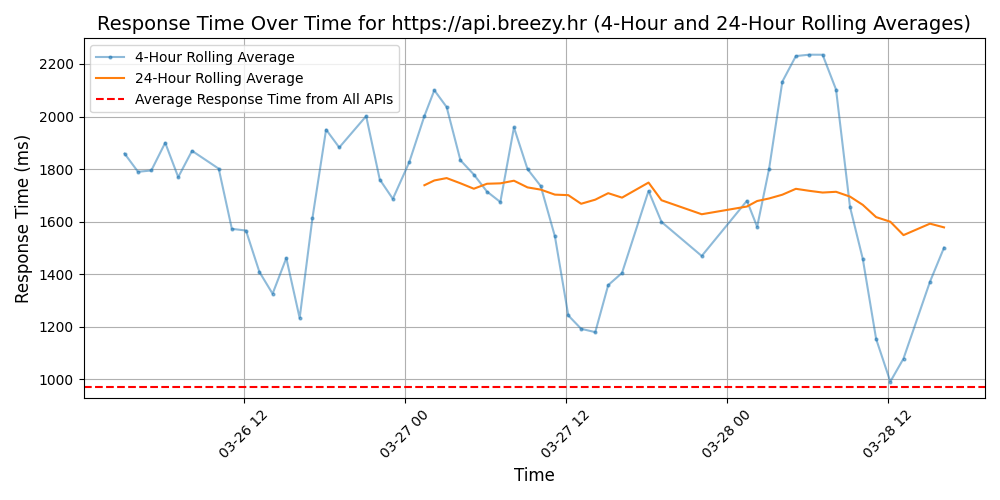 Response Time Over Time for https://api.breezy.hr (4-Hour and 24-Hour Rolling Averages)
4-Hour Rolling Average
24-Hour Rolling Average
Average Response Time from All APIs
Response Time (ms)
2200
2000
1800
1600
1400
1200
1000
03-26 12
03-27 00
03-27 12
03-28 00
03-28 12
Time